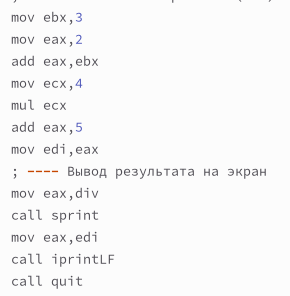 mov ebx,3
mov eax,2
add eax,ebx
mov ecx,4
mul ecx
add eax,5
mov edi,eax
; ---- Вывод результата на экран
mov eax,div
call sprint
mov eax,edi
call iprintLF
call quit